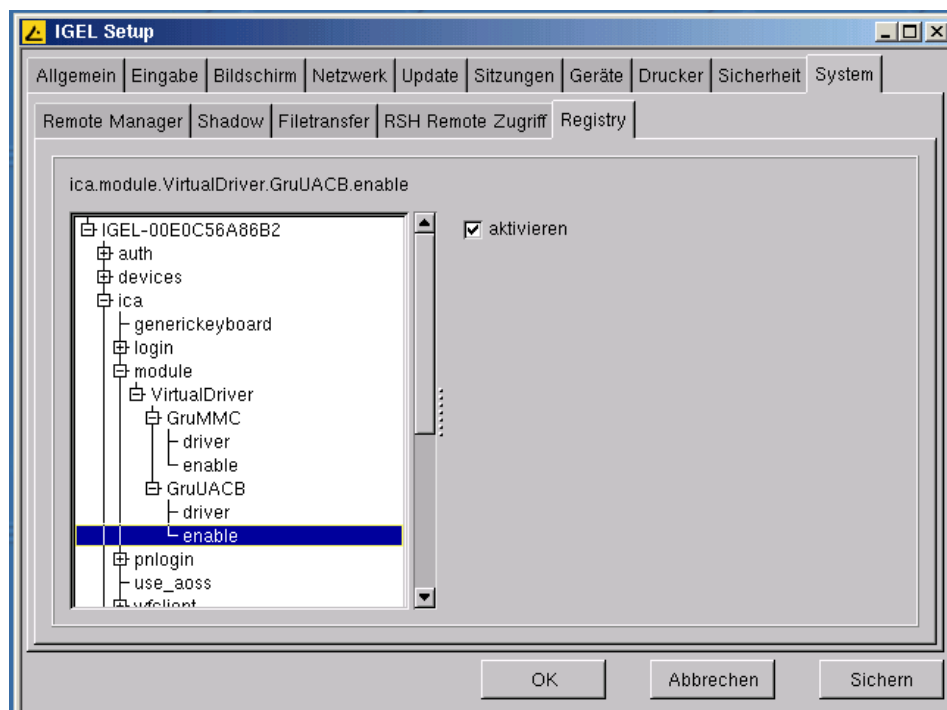 IGEL Setup
Allgemein Eingabe Bildschirm Netzwerk Update Sitzungen Geräte Drucker Sicherheit System
Remote Manager Shadow Filetransfer RSH Remote Zugriff Registry
ica.module.VirtualDriver.GruUACB.enable
IGEL-00E0C56A86B2
aktivieren
auth
devices
ica
generickeyboard
login
module
VirtualDriver
GruMMC
driver
enable
GruUACB
driver
enable
pnlogin
use_aoss
wfclient
OK Abbrechen Sichern